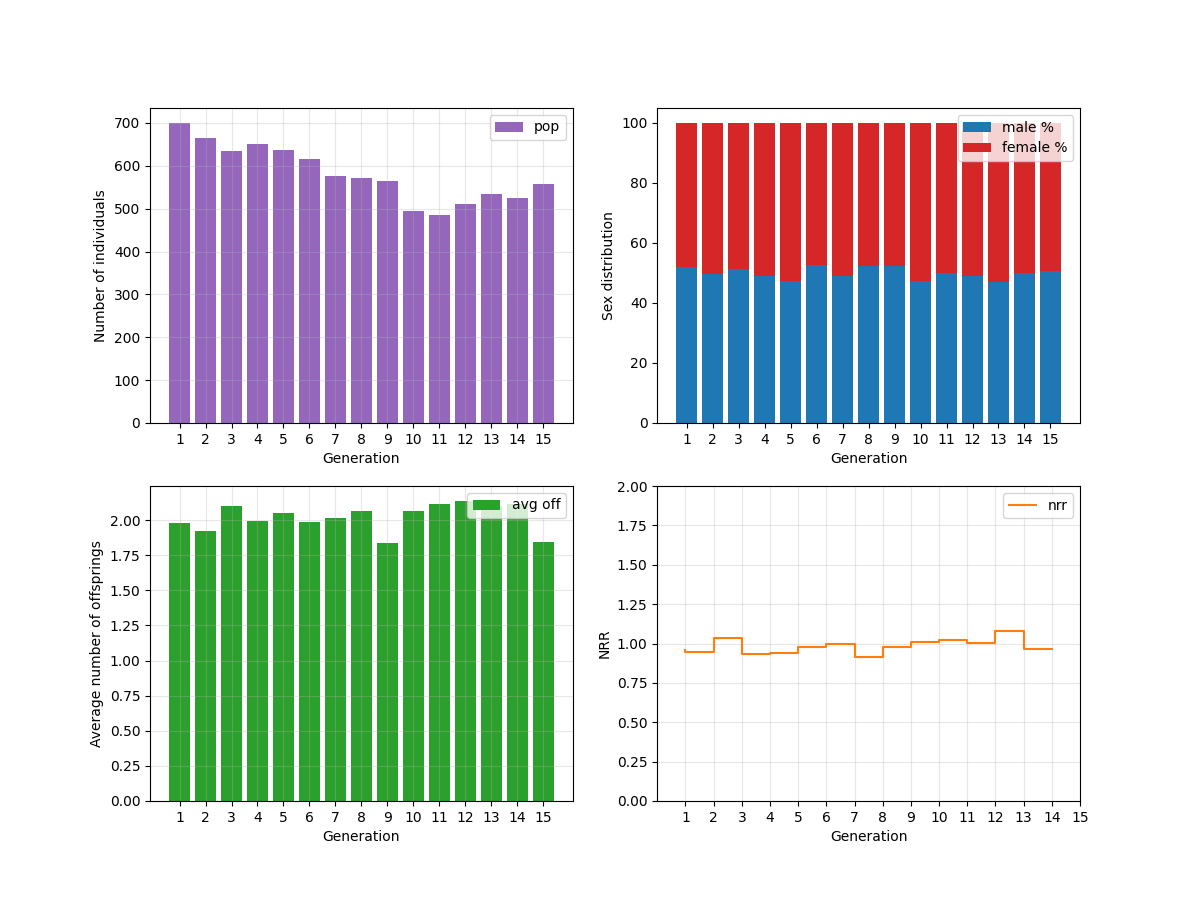 700
600
500
400
300
200
100
0
Number of individuals
pop
1 2 3 4 5 6 7 8 9 10 11 12 13 14 15
Generation
100
80
60
40
20
0
Sex distribution
male %
female %
1 2 3 4 5 6 7 8 9 10 11 12 13 14 15
Generation
2.00
1.75
1.50
1.25
1.00
0.75
0.50
0.25
0.00
Average number of offsprings
avg off
1 2 3 4 5 6 7 8 9 10 11 12 13 14 15
Generation
2.00
1.75
1.50
1.25
1.00
0.75
0.50
0.25
0.00
NRR
nrr
1 2 3 4 5 6 7 8 9 10 11 12 13 14 15
Generation